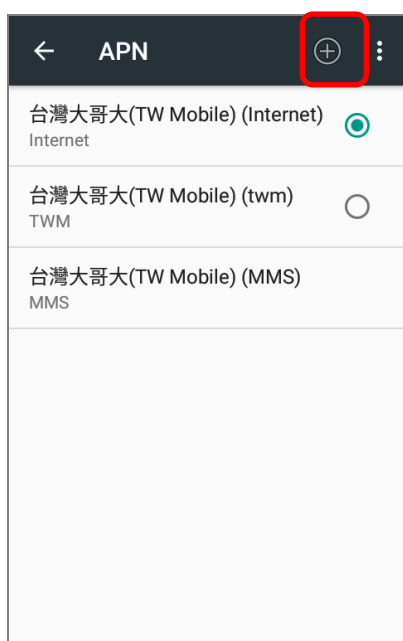 APN
台灣大哥大(TW Mobile) (Internet)
Internet
台灣大哥大(TW Mobile) (twm)
TWM
台灣大哥大(TW Mobile) (MMS)
MMS